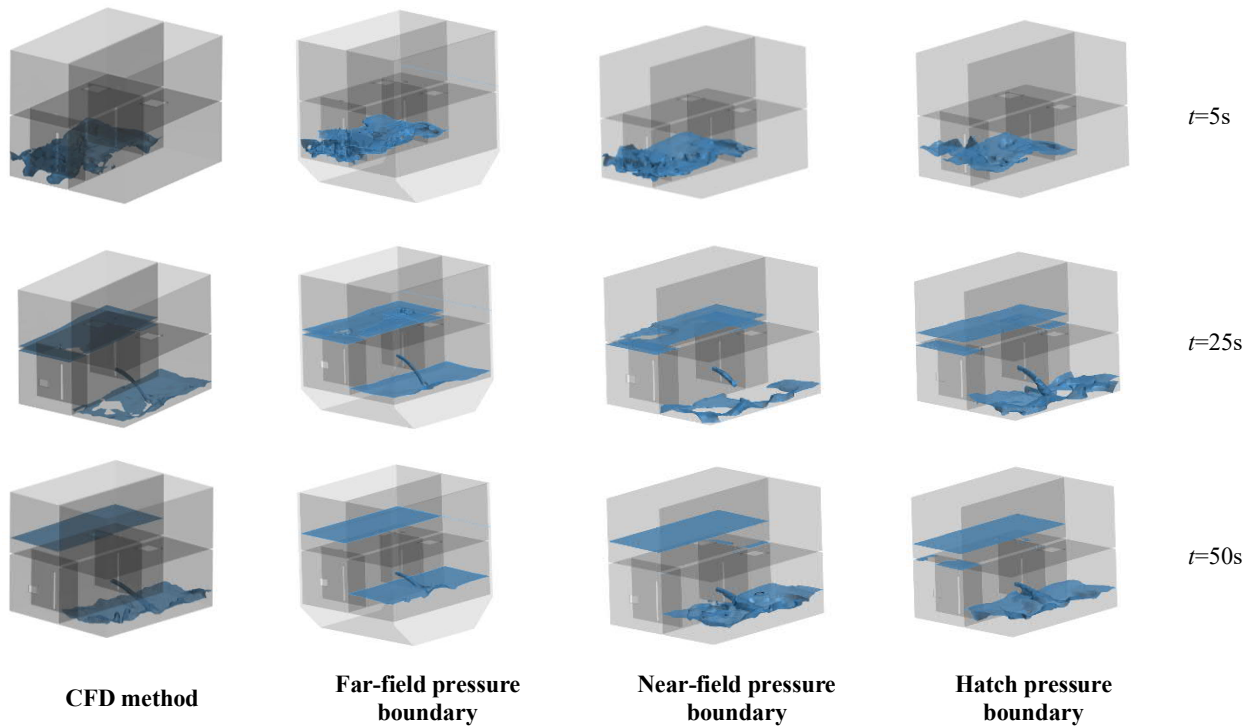 t=5s
t=25s
t=50s
CFD method
Far-field pressure
boundary
Near-field pressure
boundary
Hatch pressure
boundary